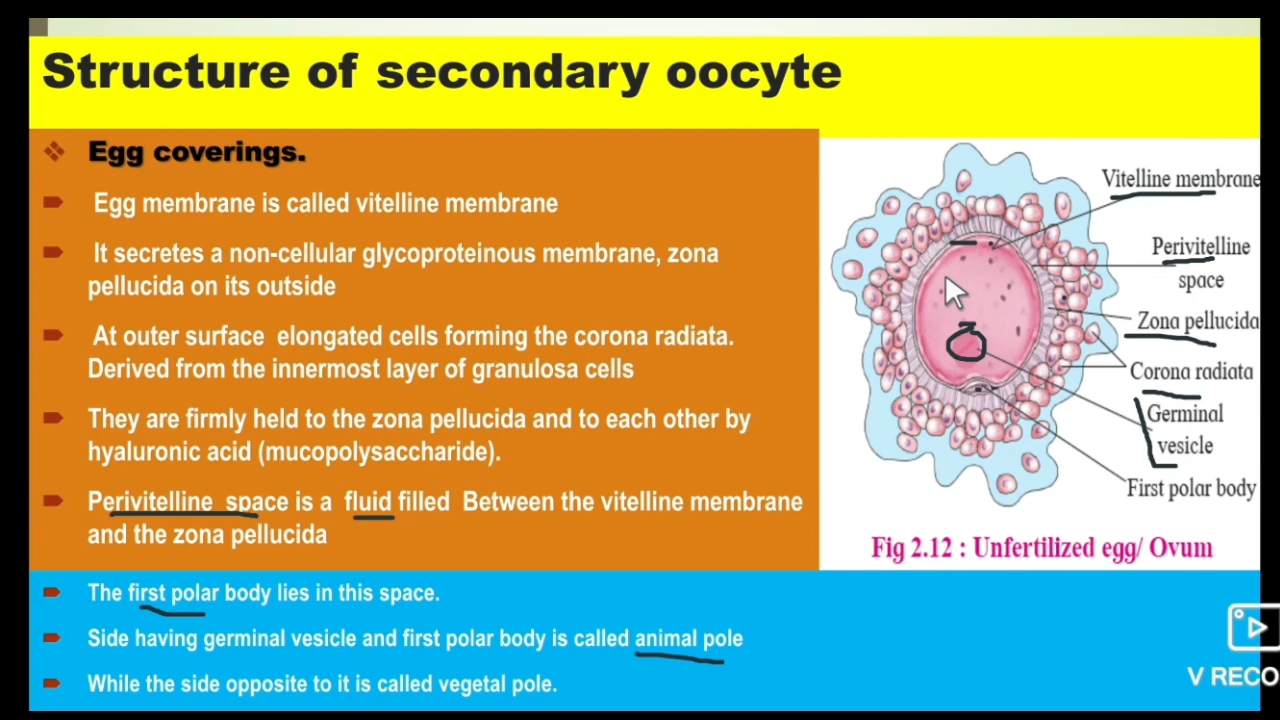 Structure of secondary oocyte
Egg coverings.
Egg membrane is called vitelline membrane
It secretes a non-cellular glycoproteinous membrane, zona
pellucida on its outside
At outer surface elongated cells forming the corona radiata.
Derived from the innermost layer of granulosa cells
They are firmly held to the zona pellucida and to each other by
hyaluronic acid (mucopolysaccharide).
Perivitelline space is a fluid filled Between the vitelline membrane
and the zona pellucida
The first polar body lies in this space.
Side having germinal vesicle and first polar body is called animal pole
While the side opposite to it is called vegetal pole.
Vitelline membrane
Perivitelline
space
Zona pellucida
Corona radiata
Germinal
vesicle
First polar body
Fig 2.12 : Unfertilized egg/ Ovum
V RECO